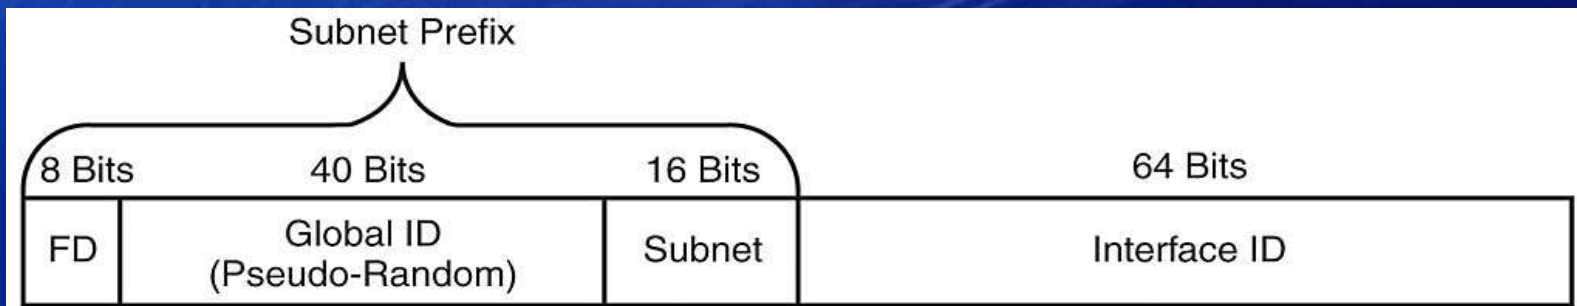 Subnet Prefix
8 Bits
40 Bits
16 Bits
64 Bits
FD
Global ID
(Pseudo-Random)
Subnet
Interface ID